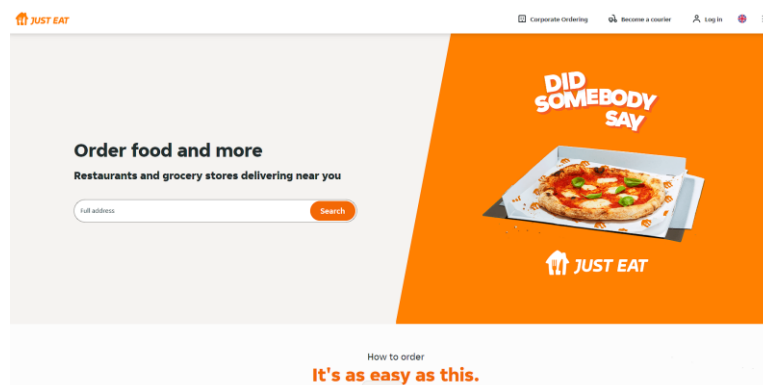 JUST EAT
Corporate Ordering
Become a courier
Log in
Order food and more
Restaurants and grocery stores delivering near you
Full address
Search
DID
SOMEBODY
SAY
JUST EAT
How to order
It's as easy as this.